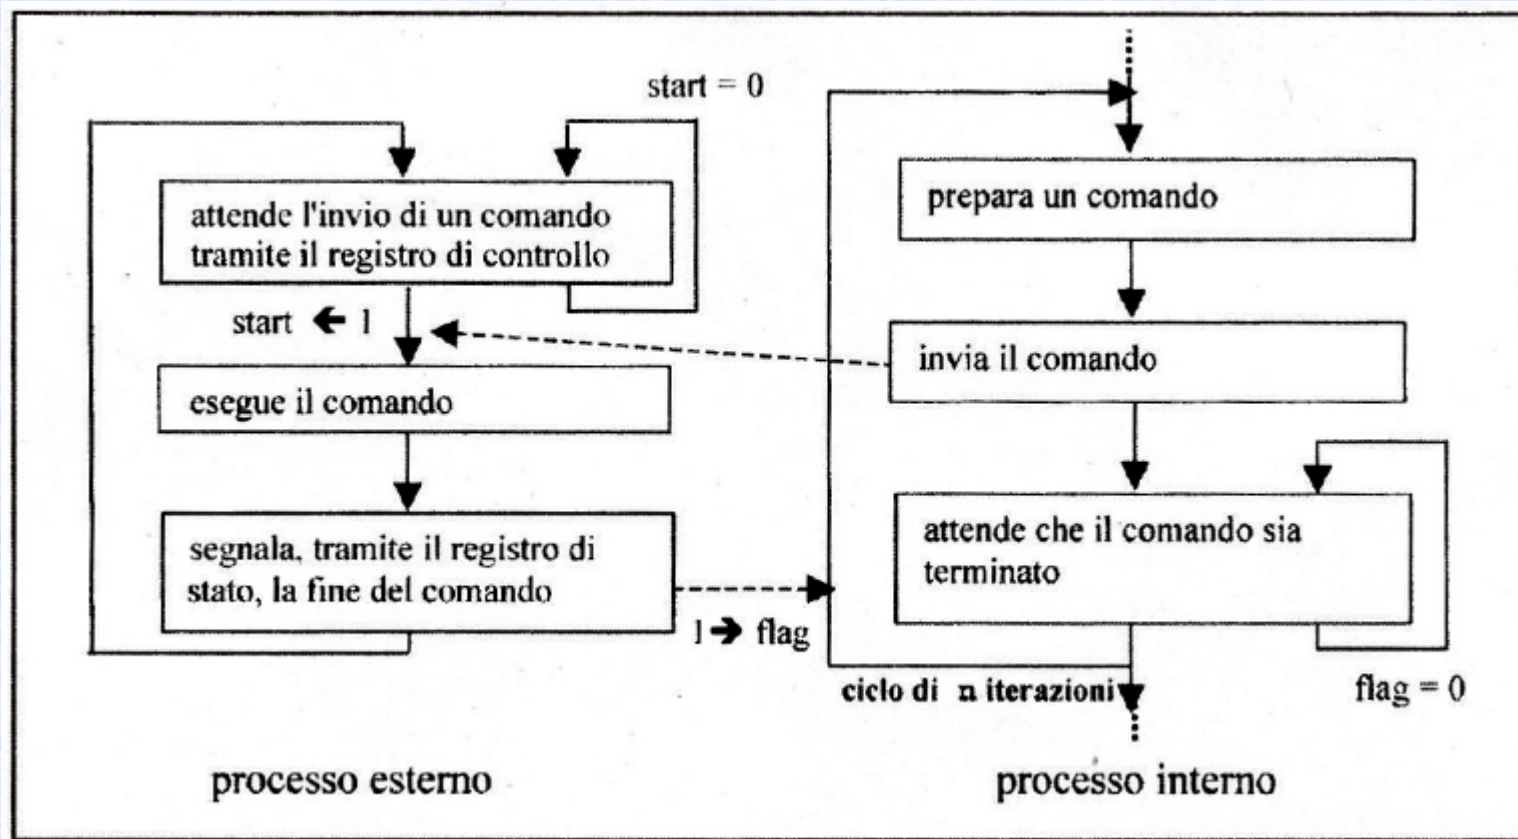 start = 0
attende l'invio di un comando
tramite il registro di controllo
start ← 1
esegue il comando
segnala, tramite il registro di
stato, la fine del comando
1 → flag
processo esterno
prepara un comando
invia il comando
attende che il comando sia
terminato
ciclo di n iterazioni
flag = 0
processo interno